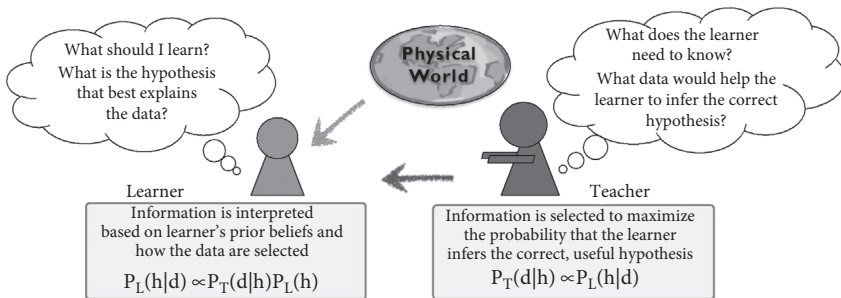 What should I learn?
What is the hypothesis
that best explains
the data?
Physical
World
What does the learner
need to know?
What data would help the
learner to infer the correct
hypothesis?
Learner
Teacher
Information is interpreted
based on learner's prior beliefs and
how the data are selected
P_L(h|d) ∝P_T(d|h)P_L(h)
Information is selected to maximize
the probability that the learner
infers the correct, useful hypothesis
P_T(d|h) ∝P_L(h|d)